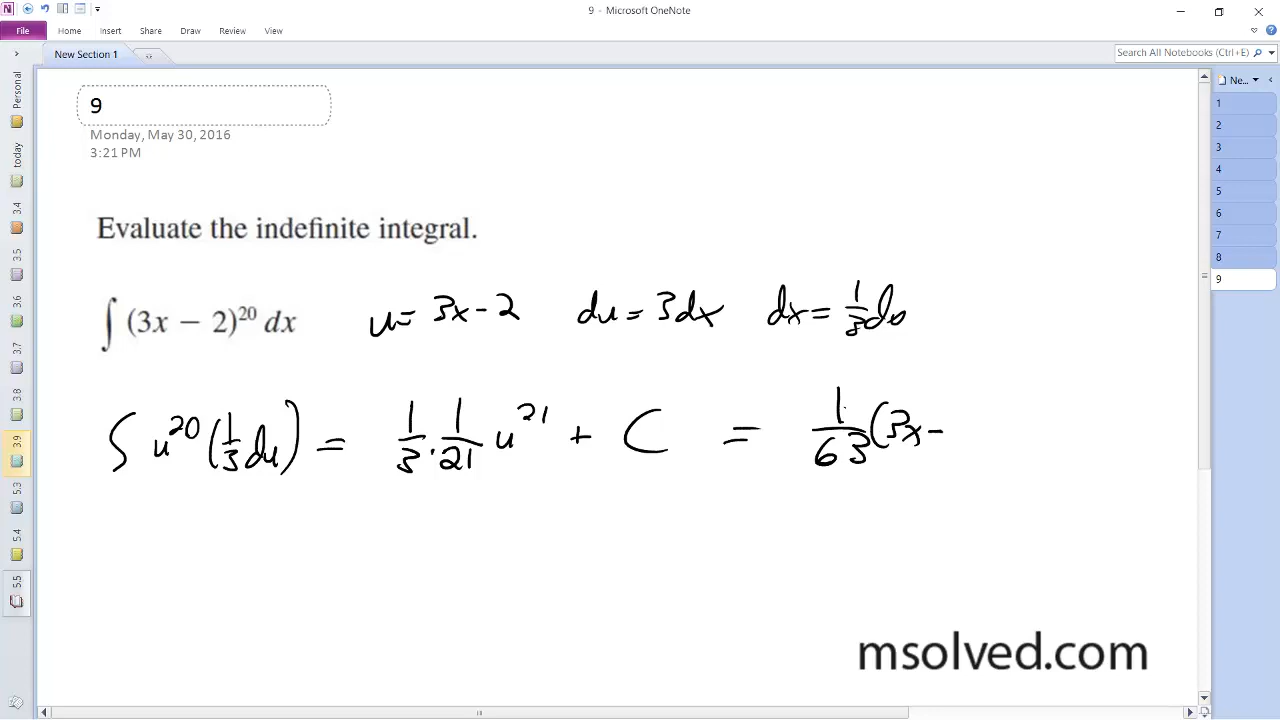 9 - Microsoft OneNote
File Home Insert Share Draw Review View
New Section 1
Search All Notebooks (Ctrl+E)
Ne...
Personal
today
3.4
3.5
3.6
3.7
3.8
3.9
5.3
5.4
5.5
9
Monday, May 30, 2016
3:21 PM
Evaluate the indefinite integral.
∫ (3x − 2)^20 dx u= 3x-2 du = 3dx dx = 1/3 du
∫ u^20 (1/3 du) = 1/3 · 1/21 u^21 + C = 1/63 (3x -
msolved.com
1
2
3
4
5
6
7
8
9